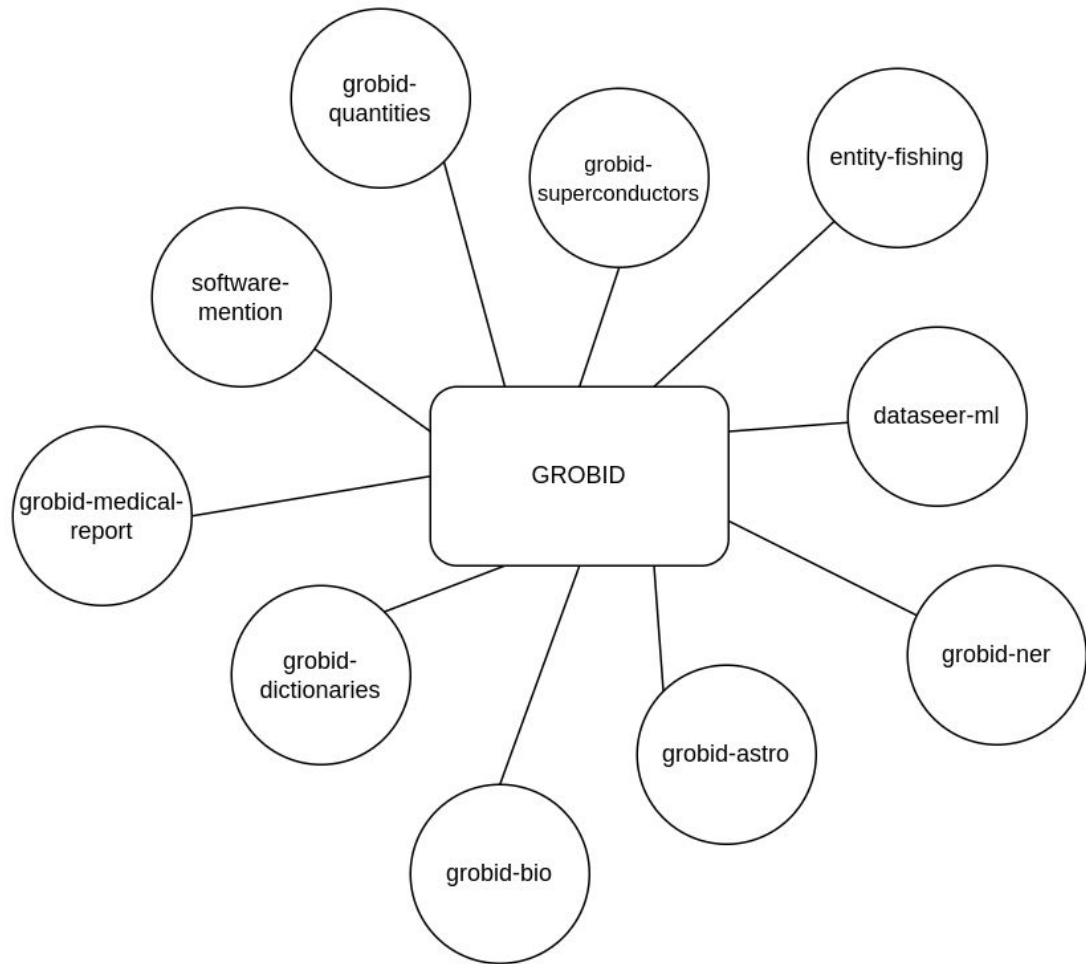 grobid-
quantities
grobid-
superconductors
entity-fishing
software-
mention
dataseer-ml
GROBID
grobid-medical-
report
grobid-
dictionaries
grobid-ner
grobid-astro
grobid-bio